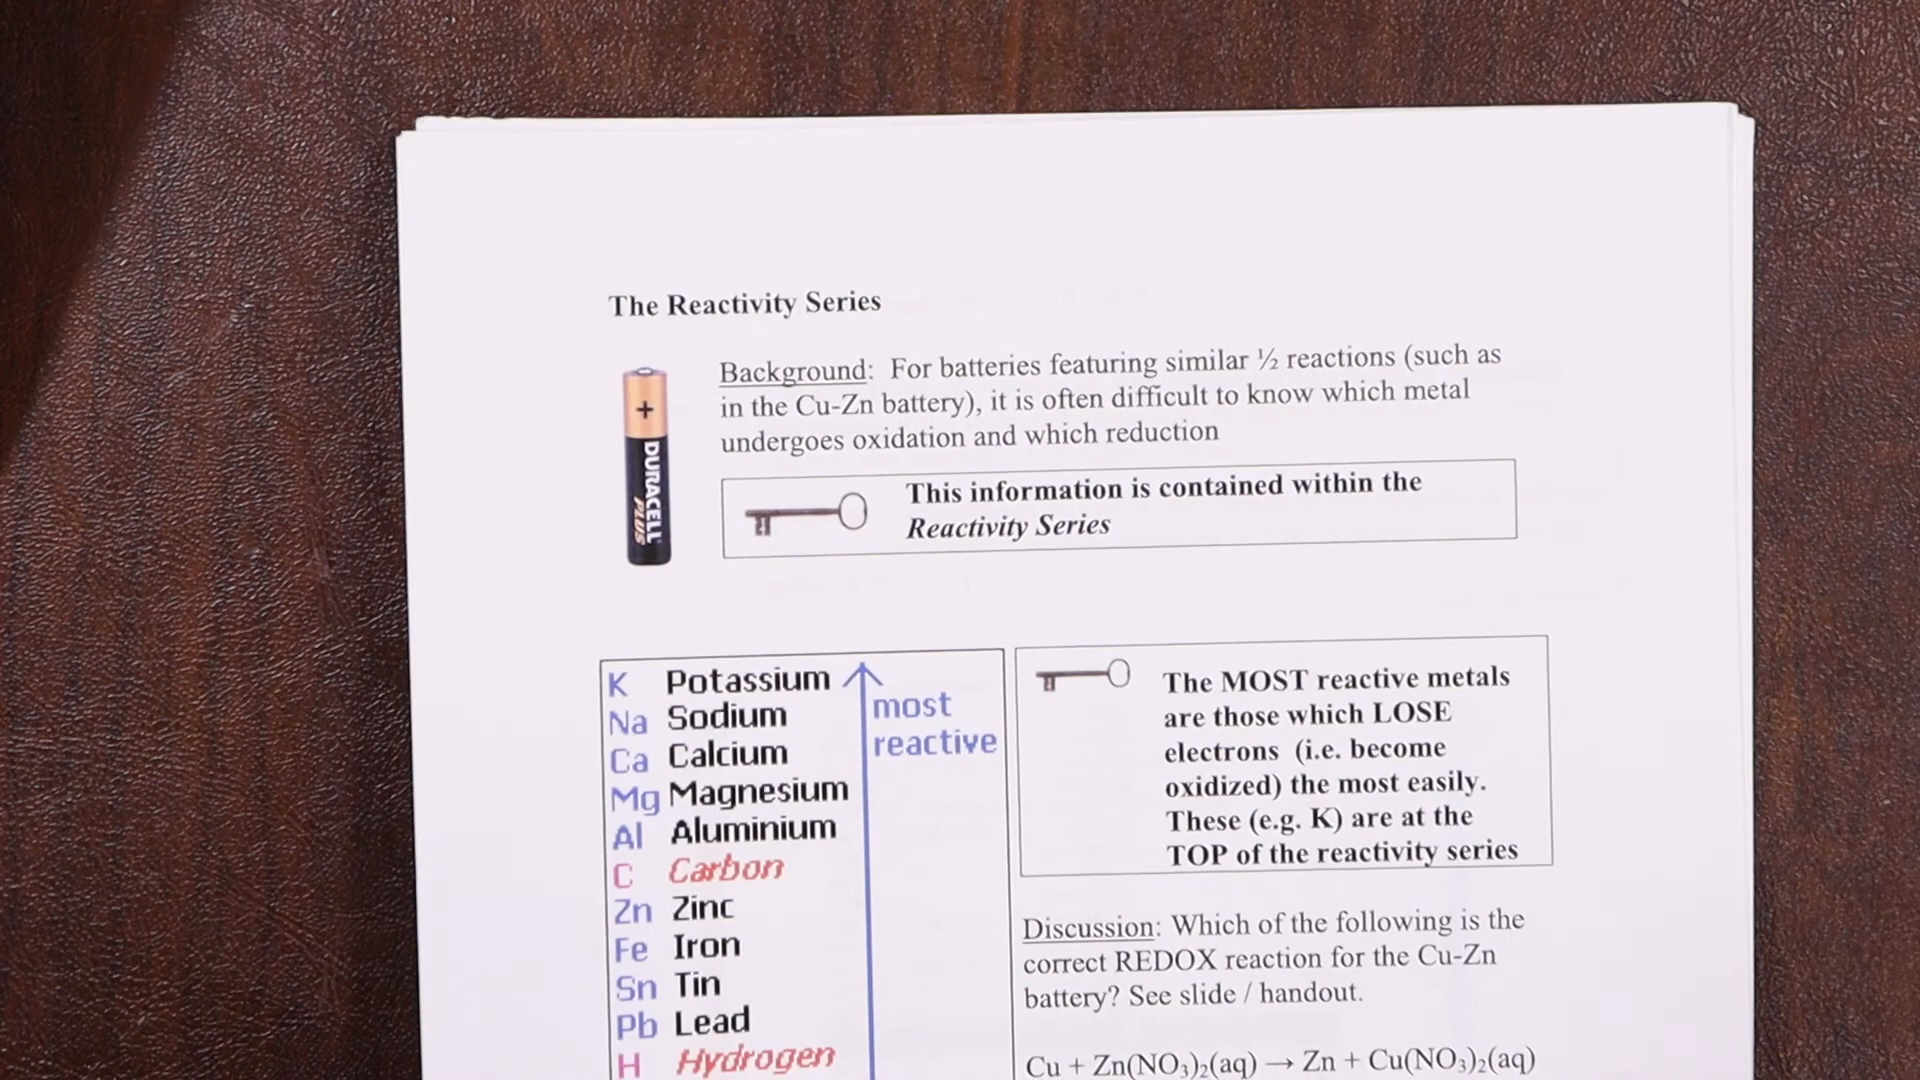 The Reactivity Series
Background: For batteries featuring similar ½ reactions (such as
in the Cu-Zn battery), it is often difficult to know which metal
undergoes oxidation and which reduction
+
DURACELL
PLUS
This information is contained within the
Reactivity Series
K Potassium
Na Sodium
Ca Calcium
Mg Magnesium
Al Aluminium
C Carbon
Zn Zinc
Fe Iron
Sn Tin
Pb Lead
H Hydrogen
most
reactive
The MOST reactive metals
are those which LOSE
electrons (i.e. become
oxidized) the most easily.
These (e.g. K) are at the
TOP of the reactivity series
Discussion: Which of the following is the
correct REDOX reaction for the Cu-Zn
battery? See slide / handout.
Cu + Zn(NO₃)₂(aq) → Zn + Cu(NO₃)₂(aq)